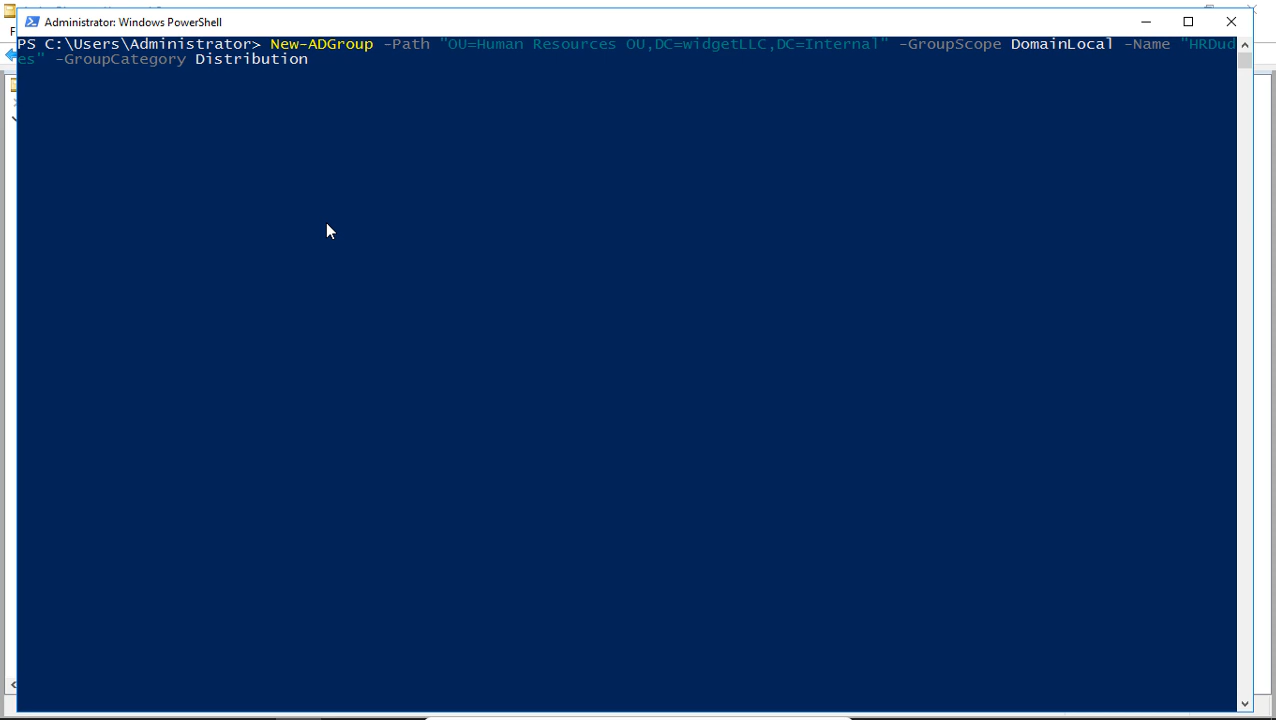 Administrator: Windows PowerShell
PS C:\Users\Administrator> New-ADGroup -Path "OU=Human Resources OU,DC=widgetLLC,DC=Internal" -GroupScope DomainLocal -Name "HRDud
es" -GroupCategory Distribution